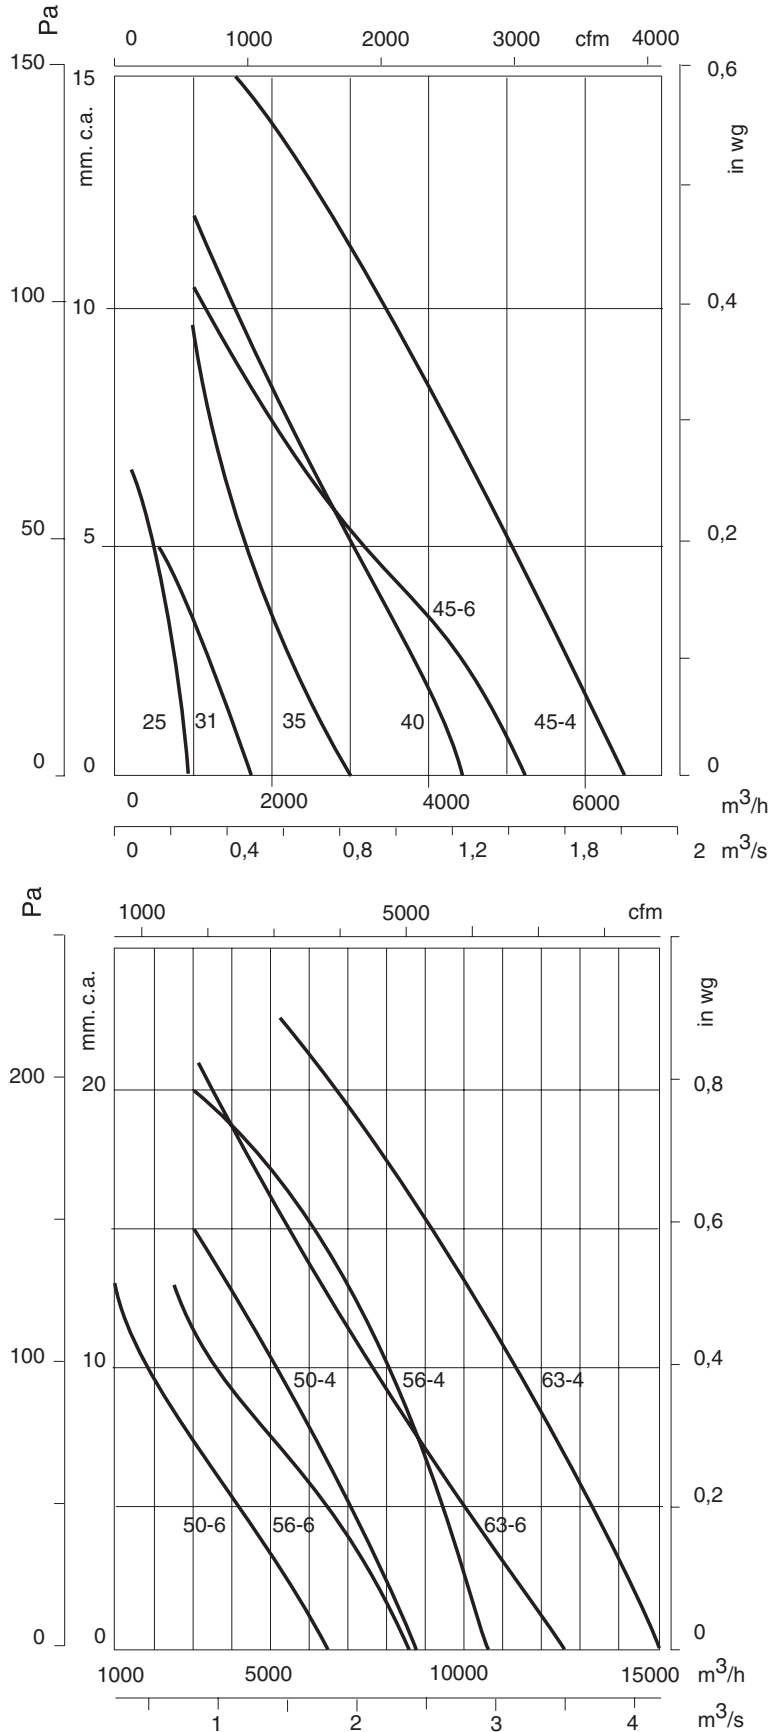 Pa
0 1000 2000 3000 cfm 4000
150 15 0,6
mm. c.a. in wg
100 10 0,4
50 5 0,2
45-6
25 31 35 40 45-4
0 0 0
0 2000 4000 6000 m³/h
0 0,4 0,8 1,2 1,8 2 m³/s
Pa
1000 5000 cfm
mm. c.a. in wg
200 20 0,8
0,6
100 10 0,4
50-4 56-4 63-4
0,2
50-6 56-6 63-6
0 0 0
1000 5000 10000 15000 m³/h
1 2 3 4 m³/s